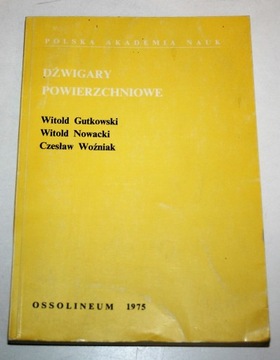 POLSKA AKADEMIA NAUK
DŹWIGARY
POWIERZCHNIOWE
Witold Gutkowski
Witold Nowacki
Czesław Woźniak
OSSOLINEUM 1975